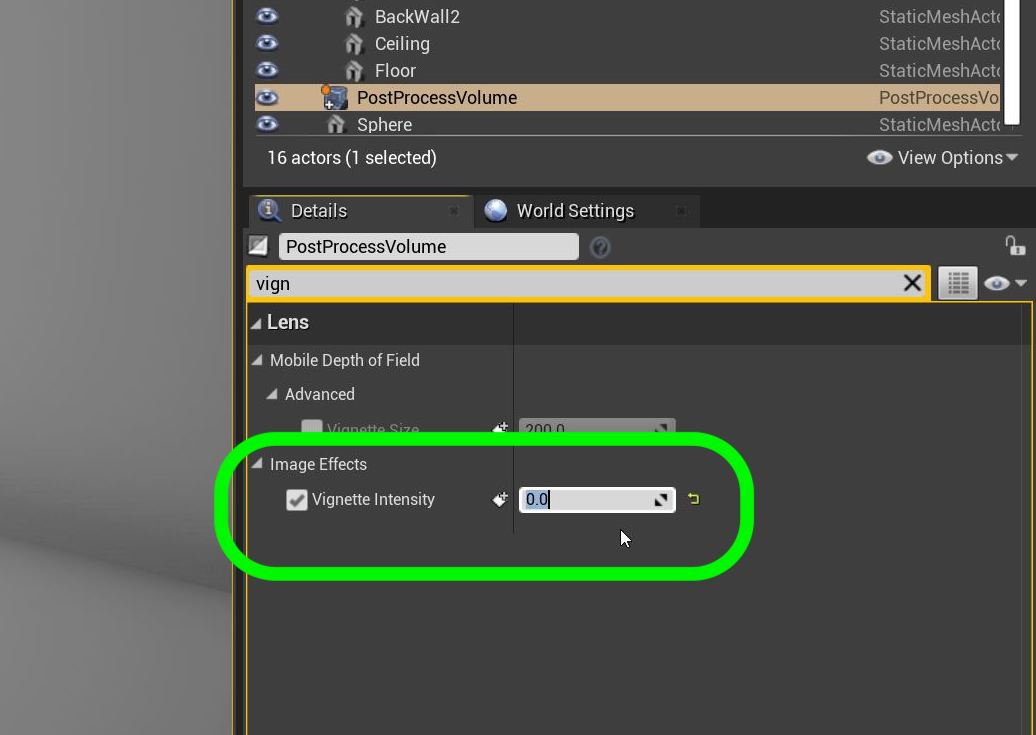 BackWall2 StaticMeshActo
Ceiling StaticMeshActo
Floor StaticMeshActo
PostProcessVolume PostProcessVo
Sphere StaticMeshActo
16 actors (1 selected) View Options
Details World Settings
PostProcessVolume
vign
Lens
Mobile Depth of Field
Advanced
Vignette Size 200.0
Image Effects
Vignette Intensity 0.0